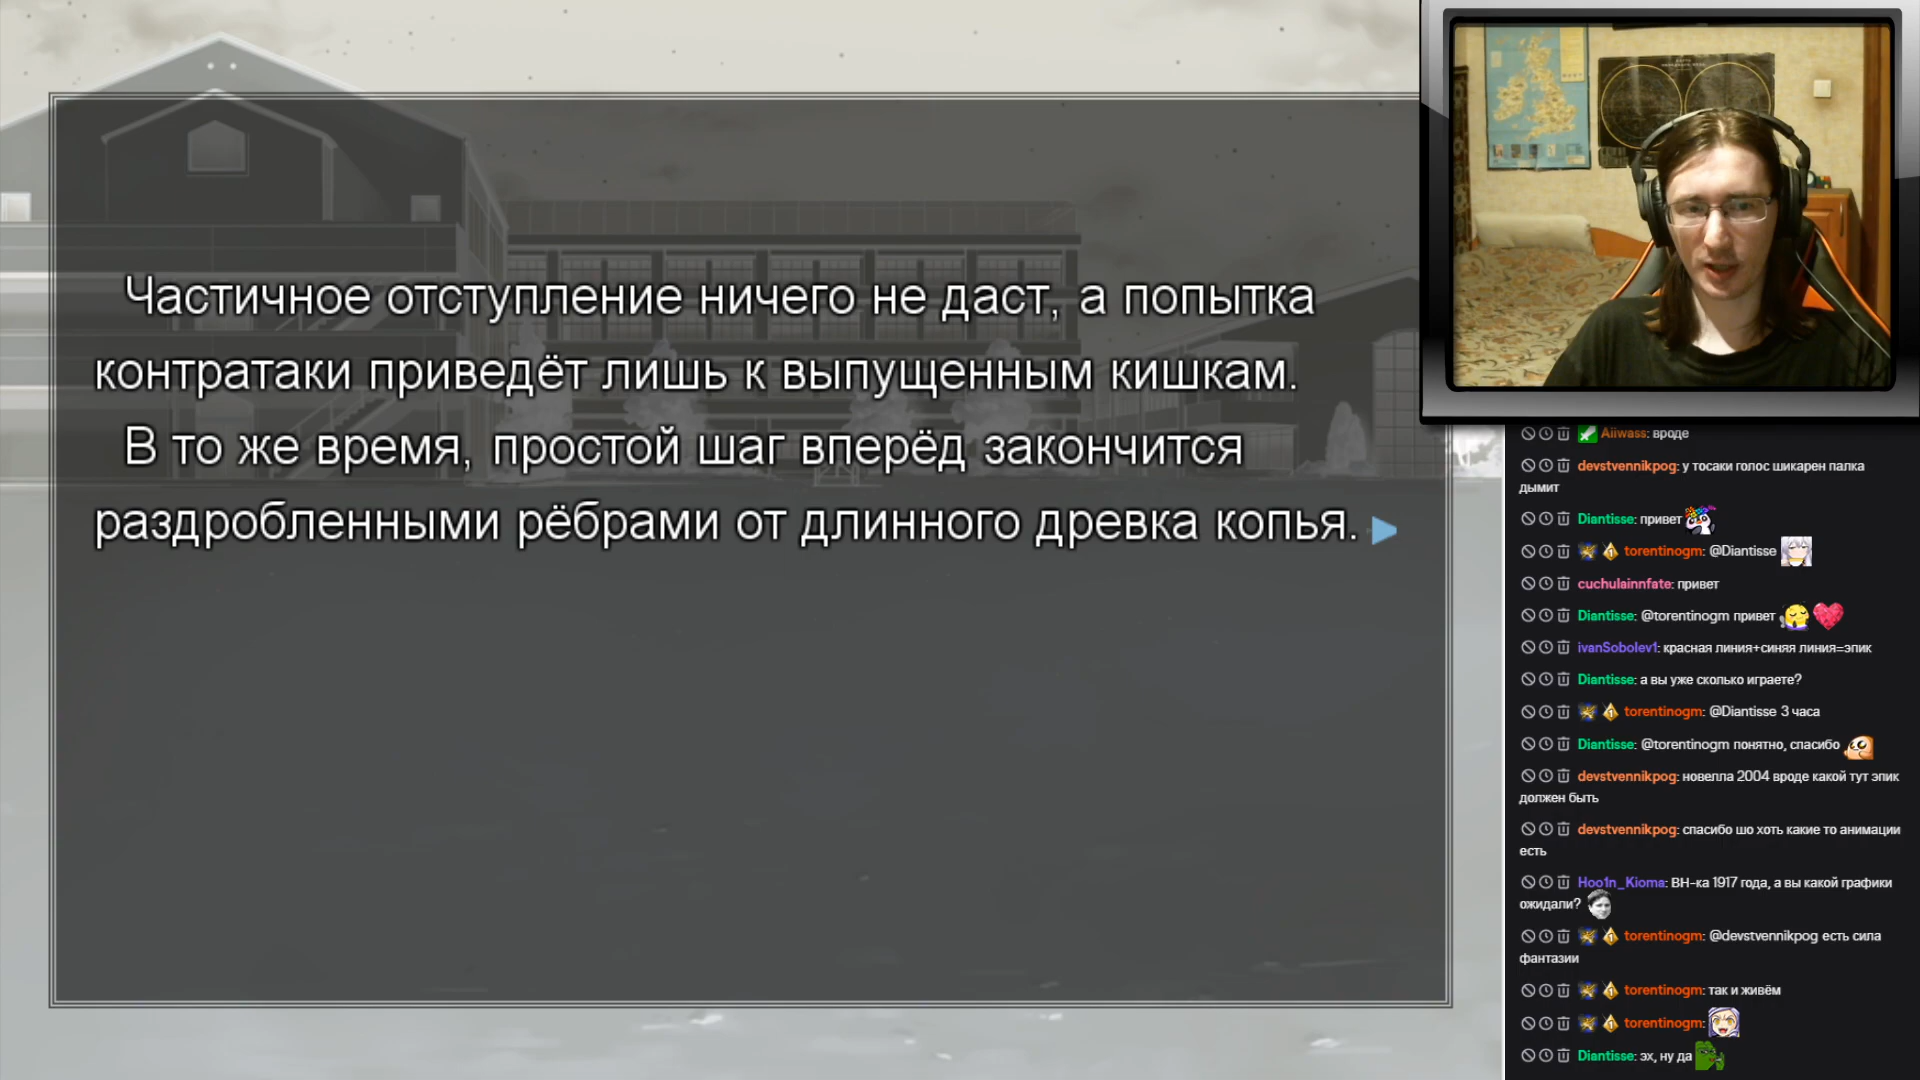 Частичное отступление ничего не даст, а попытка
контратаки приведёт лишь к выпущенным кишкам.
В то же время, простой шаг вперёд закончится
раздробленными рёбрами от длинного древка копья.
Aiiwass: вроде
devstvennikpog: у тосаки голос шикарен палка
дымит
Diantisse: привет
torentinogm: @Diantisse
cuchulainnfate: привет
Diantisse: @torentinogm привет
ivanSobolev1: красная линия+синяя линия=эпик
Diantisse: а вы уже сколько играете?
torentinogm: @Diantisse 3 часа
Diantisse: @torentinogm понятно, спасибо
devstvennikpog: новелла 2004 вроде какой тут эпик
должен быть
devstvennikpog: спасибо шо хоть какие то анимации
есть
Hoo1n_Kioma: ВН-ка 1917 года, а вы какой графики
ожидали?
torentinogm: @devstvennikpog есть сила
фантазии
torentinogm: так и живём
torentinogm:
Diantisse: эх, ну да